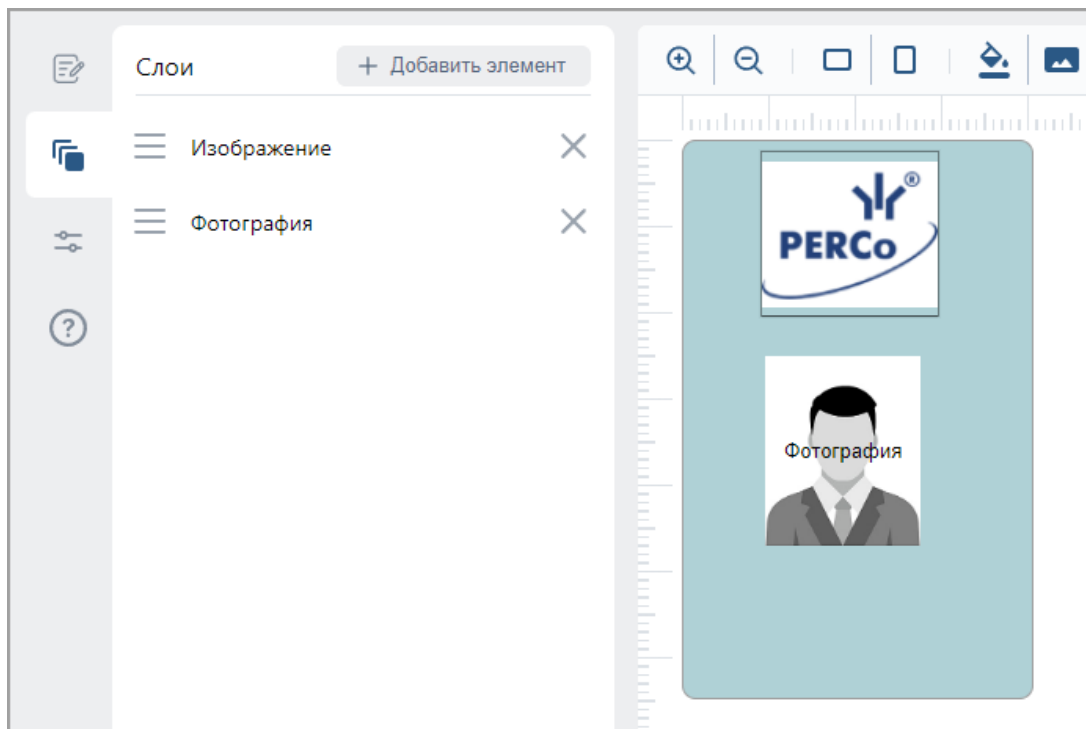 Слои
+ Добавить элемент
Изображение
Фотография
PERCo®
Фотография